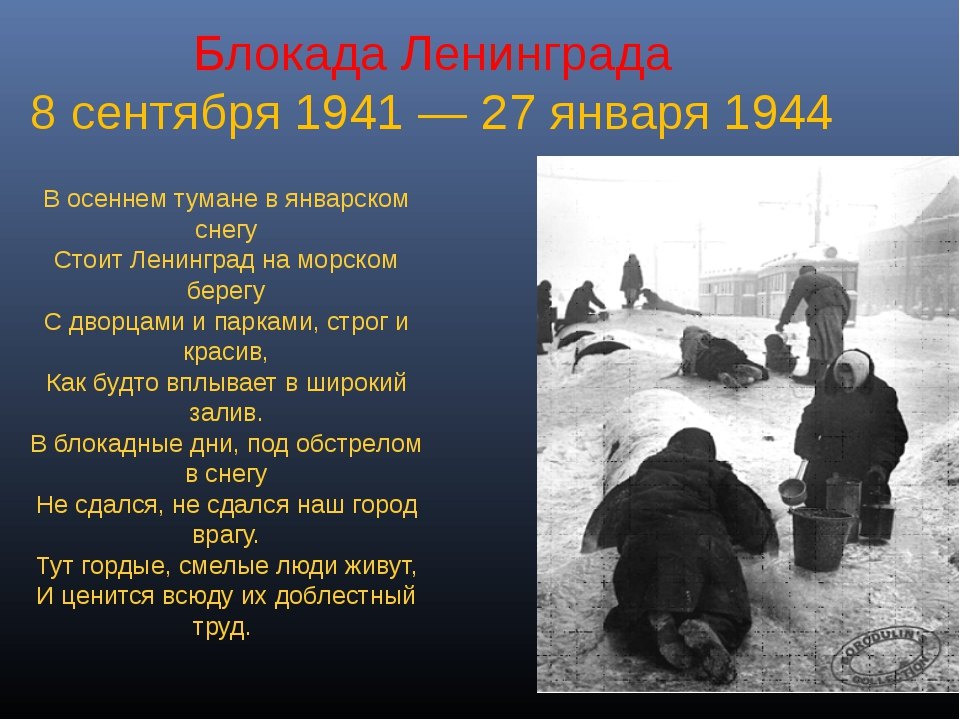 Блокада Ленинграда
8 сентября 1941 — 27 января 1944
В осеннем тумане в январском
снегу
Стоит Ленинград на морском
берегу
С дворцами и парками, строг и
красив,
Как будто вплывает в широкий
залив.
В блокадные дни, под обстрелом
в снегу
Не сдался, не сдался наш город
врагу.
Тут гордые, смелые люди живут,
И ценится всюду их доблестный
труд.
BORODULIN'S
COLLECTION